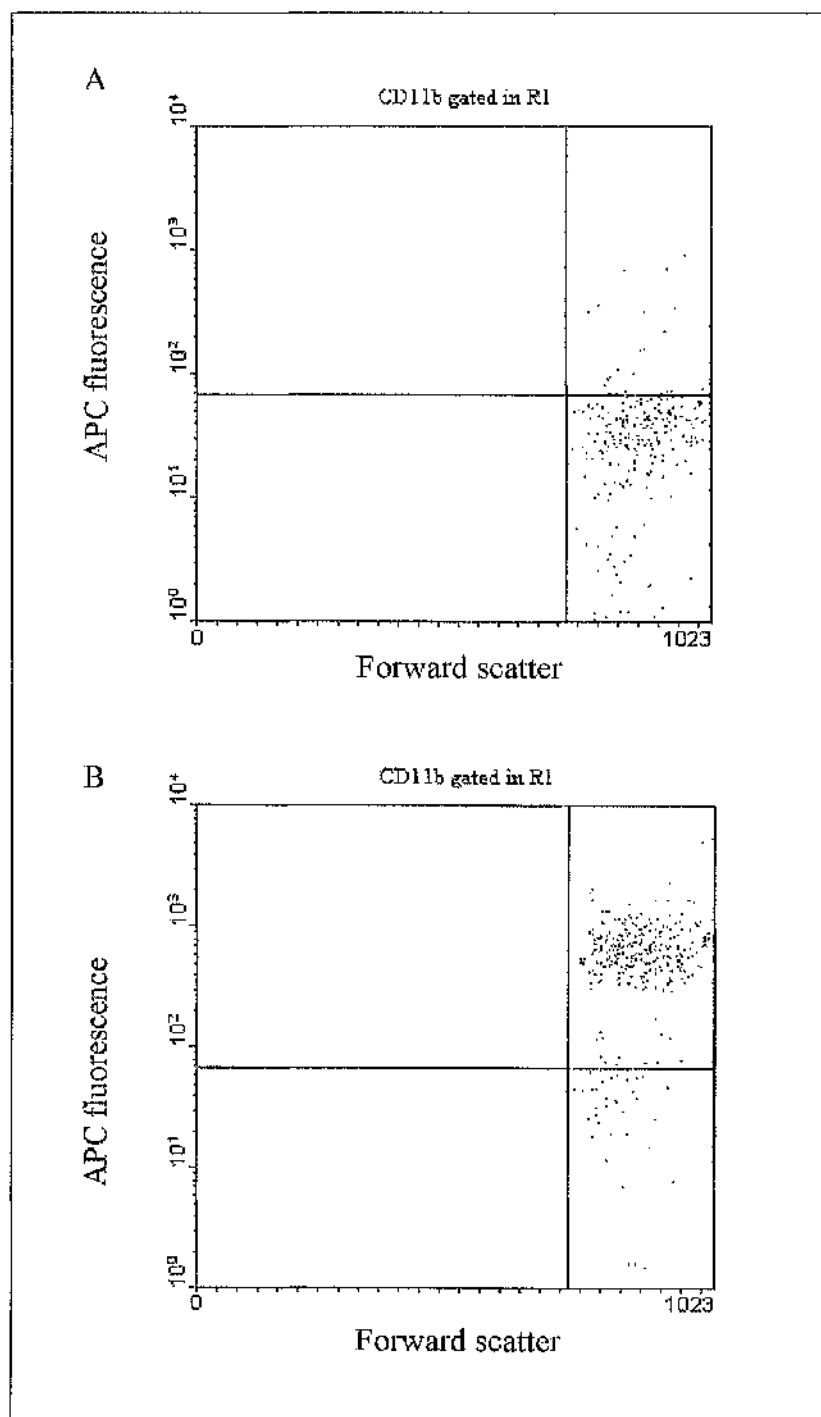 A
CD11b gated in R1
10⁴
10³
10²
10¹
10⁰
APC fluorescence
0
1023
Forward scatter
B
CD11b gated in R1
10⁴
10³
10²
10¹
10⁰
APC fluorescence
0
1023
Forward scatter